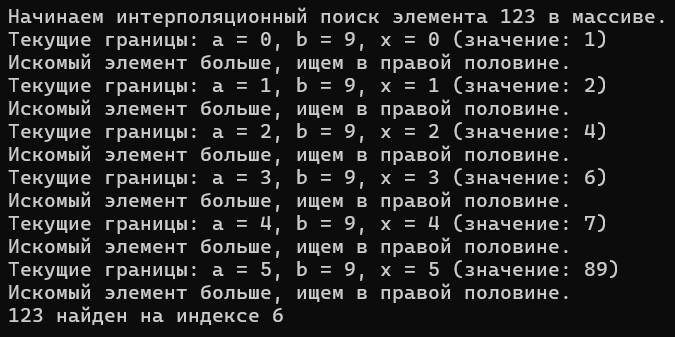 Начинаем интерполяционный поиск элемента 123 в массиве.
Текущие границы: a = 0, b = 9, x = 0 (значение: 1)
Искомый элемент больше, ищем в правой половине.
Текущие границы: a = 1, b = 9, x = 1 (значение: 2)
Искомый элемент больше, ищем в правой половине.
Текущие границы: a = 2, b = 9, x = 2 (значение: 4)
Искомый элемент больше, ищем в правой половине.
Текущие границы: a = 3, b = 9, x = 3 (значение: 6)
Искомый элемент больше, ищем в правой половине.
Текущие границы: a = 4, b = 9, x = 4 (значение: 7)
Искомый элемент больше, ищем в правой половине.
Текущие границы: a = 5, b = 9, x = 5 (значение: 89)
Искомый элемент больше, ищем в правой половине.
123 найден на индексе 6